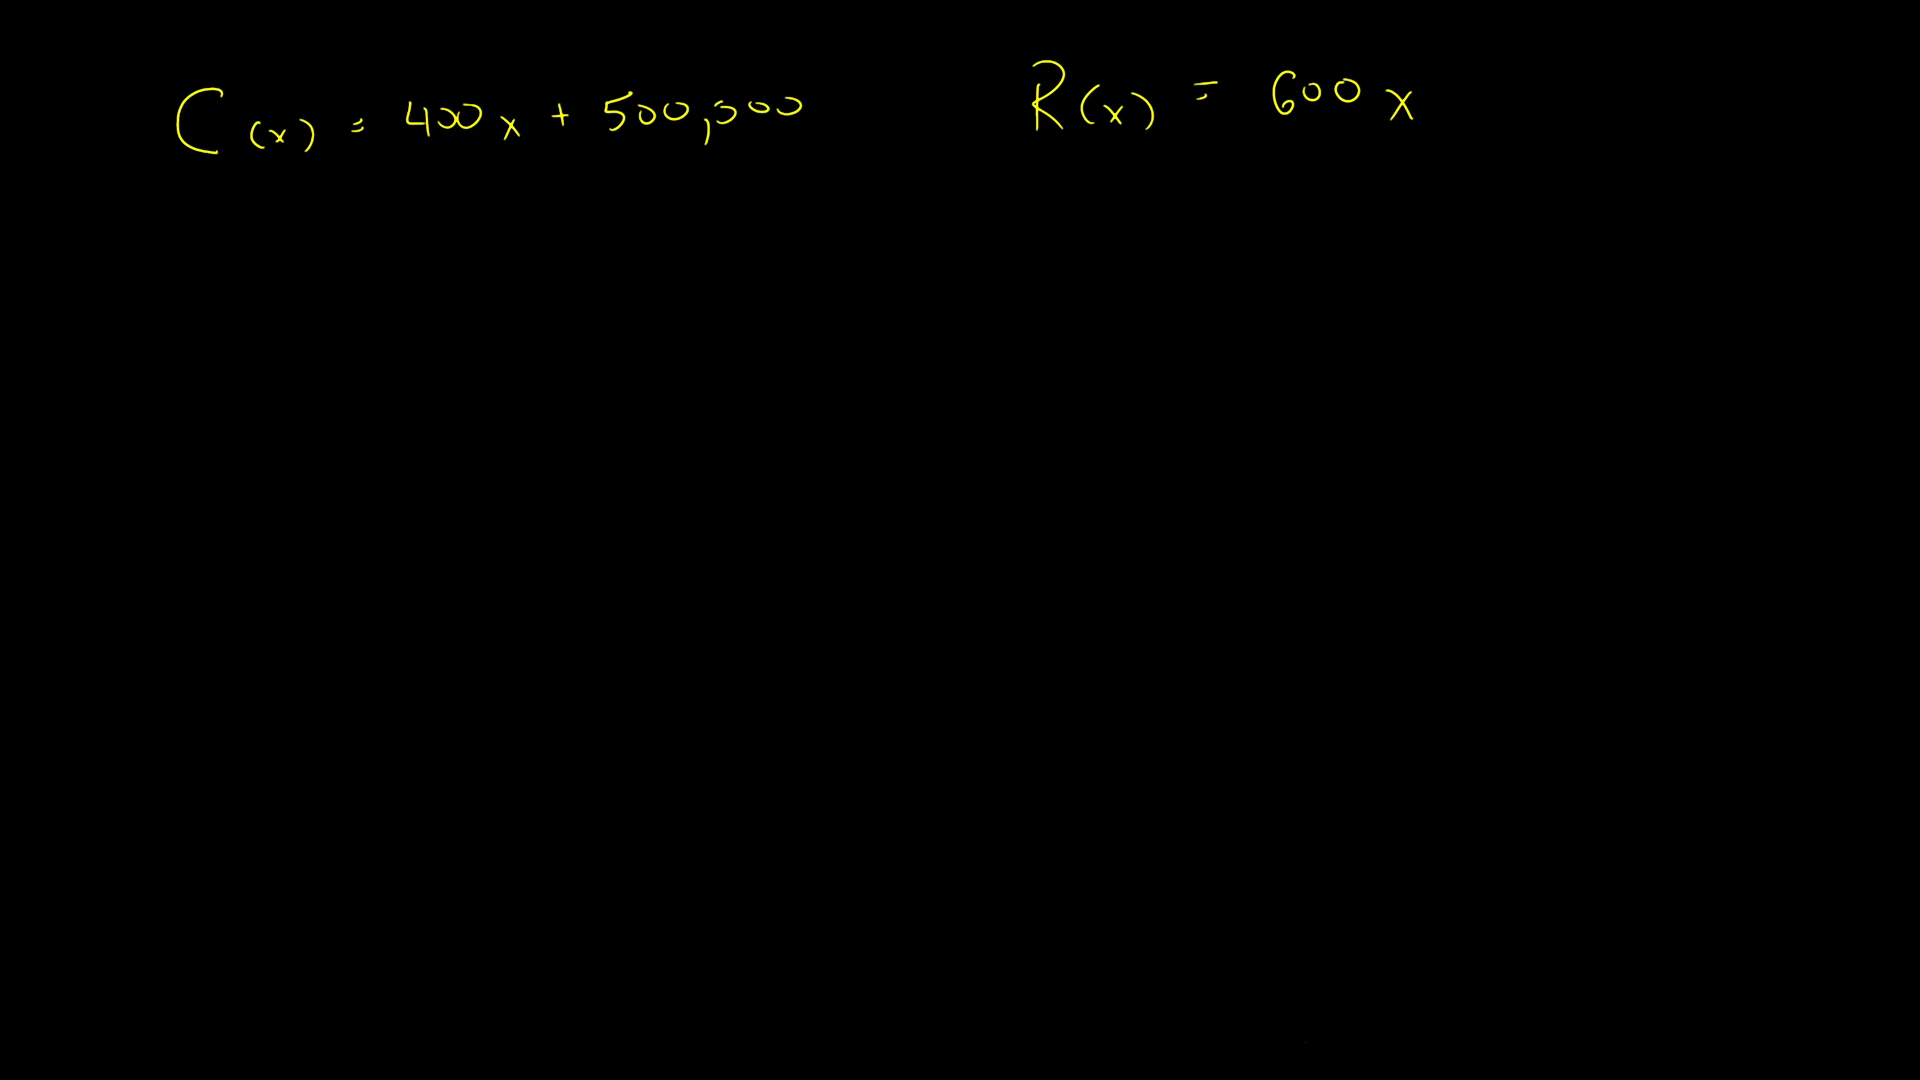 C(x) = 400x + 500,000
R(x) = 600x